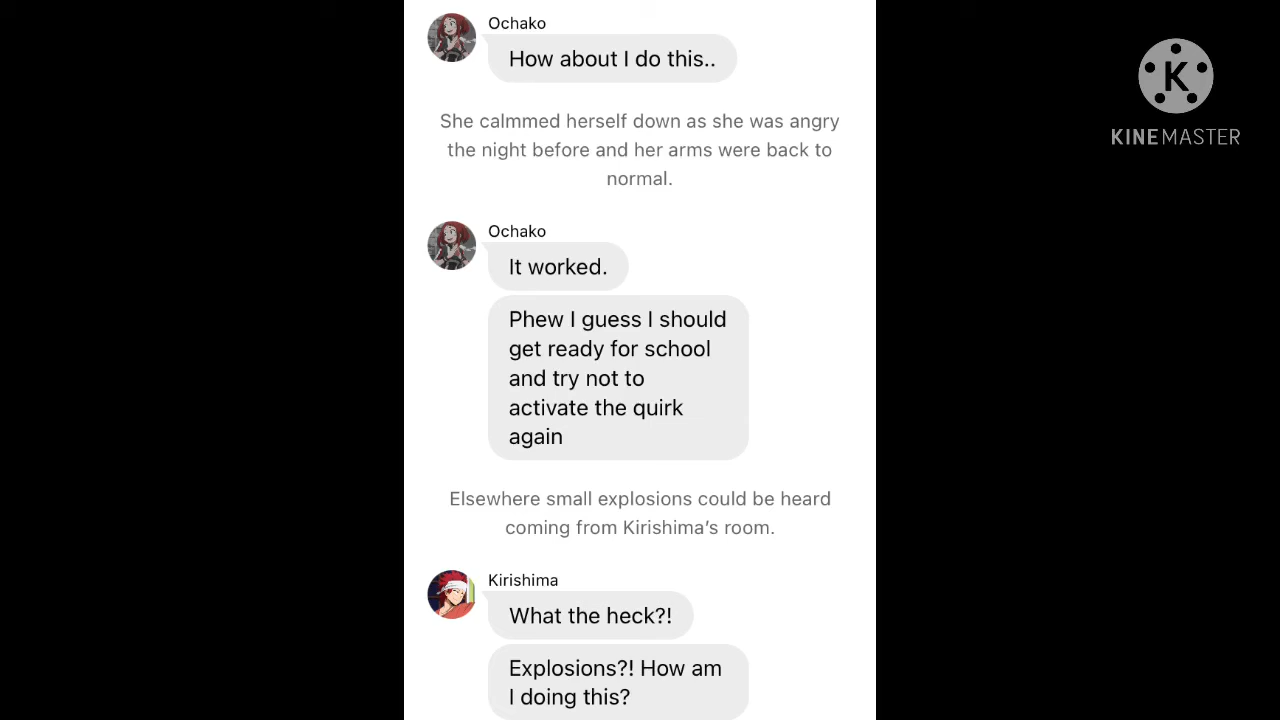 Ochako
How about I do this..
She calmmed herself down as she was angry
the night before and her arms were back to
normal.
Ochako
It worked.
Phew I guess I should
get ready for school
and try not to
activate the quirk
again
Elsewhere small explosions could be heard
coming from Kirishima's room.
Kirishima
What the heck?!
Explosions?! How am
I doing this?
K
KINEMASTER